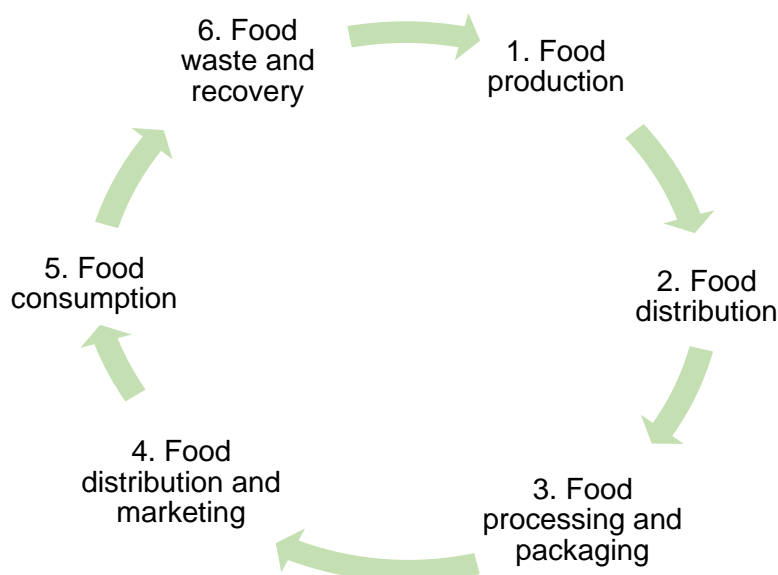 1. Food
production
2. Food
distribution
3. Food
processing and
packaging
4. Food
distribution and
marketing
5. Food
consumption
6. Food
waste and
recovery